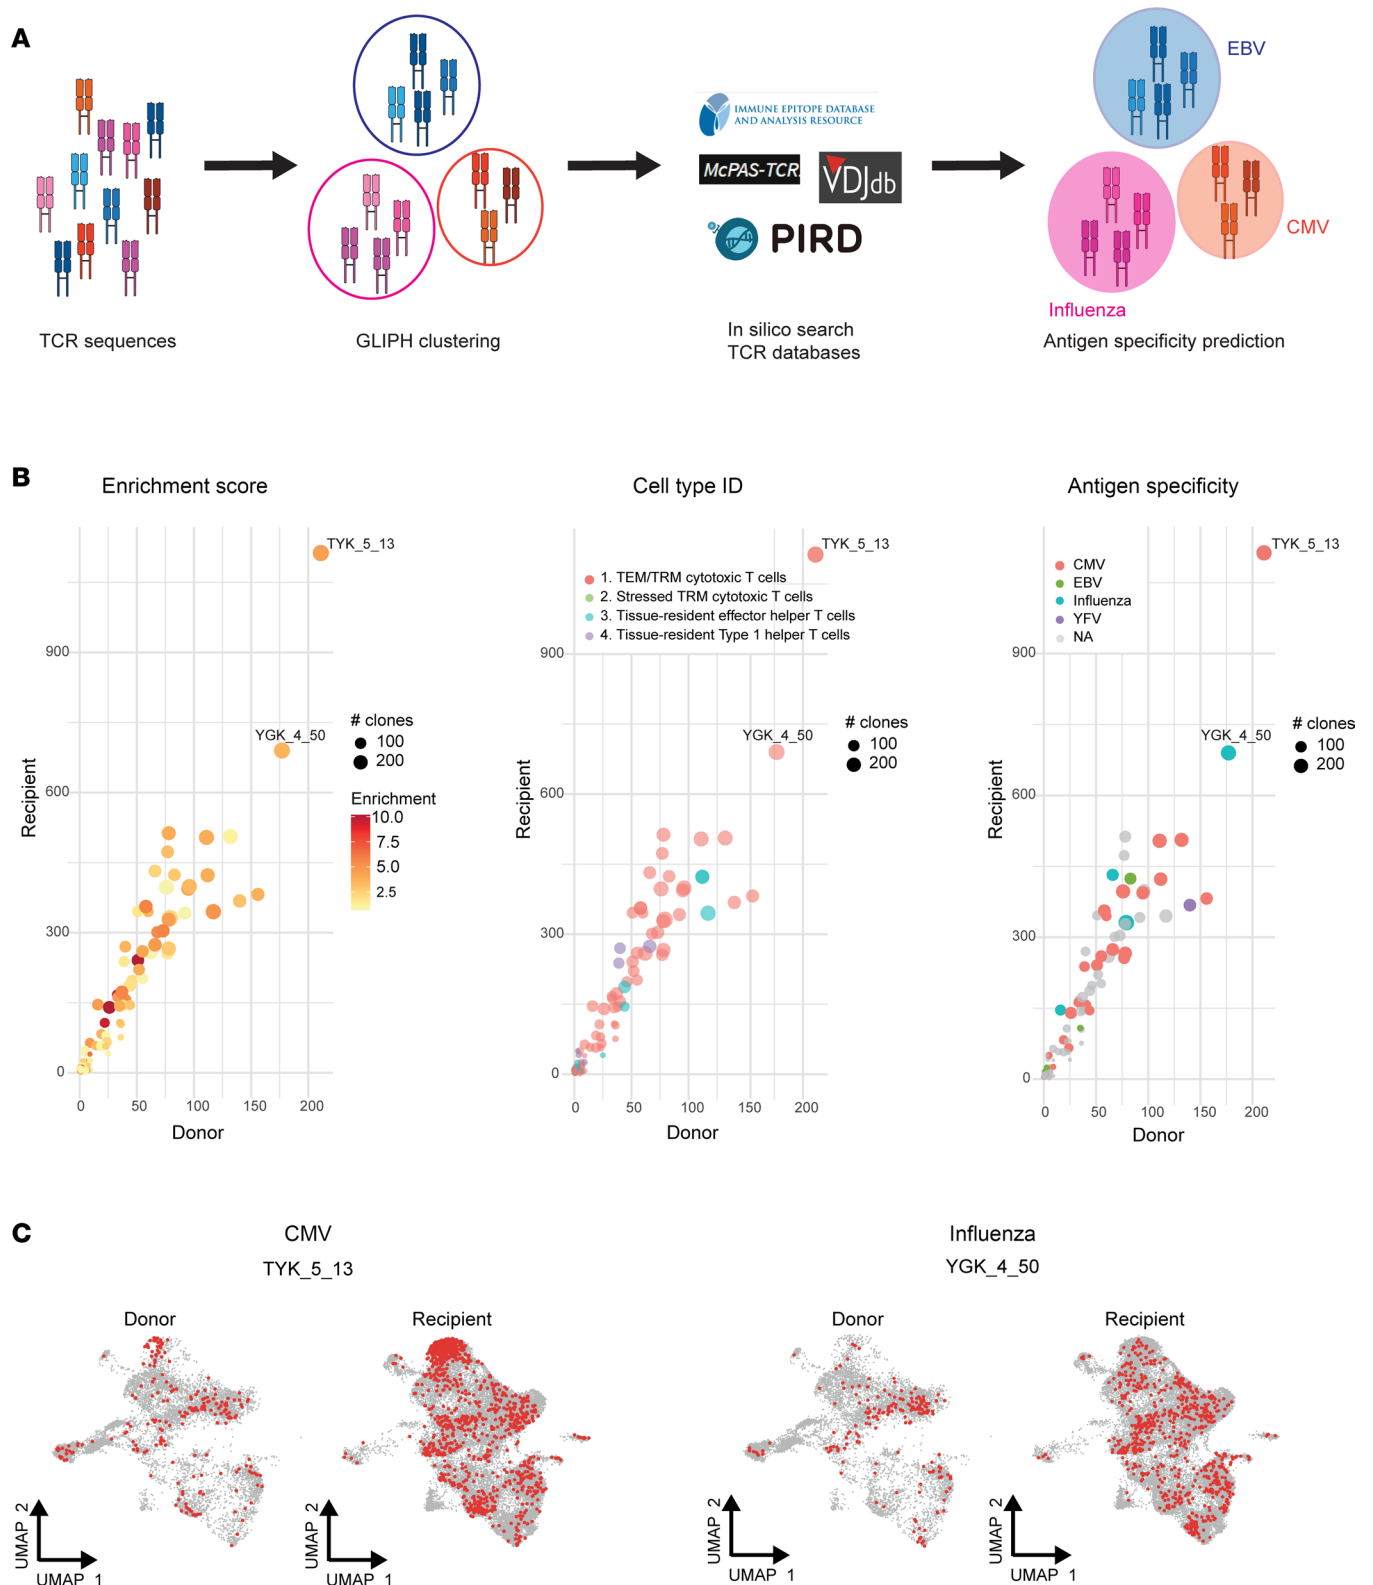 A
EBV
IMMUNE EPITOPE DATABASE
AND ANALYSIS RESOURCE
McPAS-TCR
VDJdb
PIRD
CMV
Influenza
TCR sequences
GLIPH clustering
In silico search
TCR databases
Antigen specificity prediction
B
Enrichment score
TYK_5_13
900
YGK_4_50
600
300
0
0 50 100 150 200
Recipient
Donor
# clones
100
200
Enrichment
10.0
7.5
5.0
2.5
Cell type ID
TYK_5_13
1. TEM/TRM cytotoxic T cells
2. Stressed TRM cytotoxic T cells
3. Tissue-resident effector helper T cells
4. Tissue-resident Type 1 helper T cells
900
YGK_4_50
600
300
0
0 50 100 150 200
Recipient
Donor
# clones
100
200
Antigen specificity
TYK_5_13
CMV
EBV
Influenza
YFV
NA
900
YGK_4_50
600
300
0
0 50 100 150 200
Recipient
Donor
# clones
100
200
C
CMV
TYK_5_13
Donor
Recipient
UMAP 2
UMAP 1
UMAP 2
UMAP 1
Influenza
YGK_4_50
Donor
Recipient
UMAP 2
UMAP 1
UMAP 2
UMAP 1